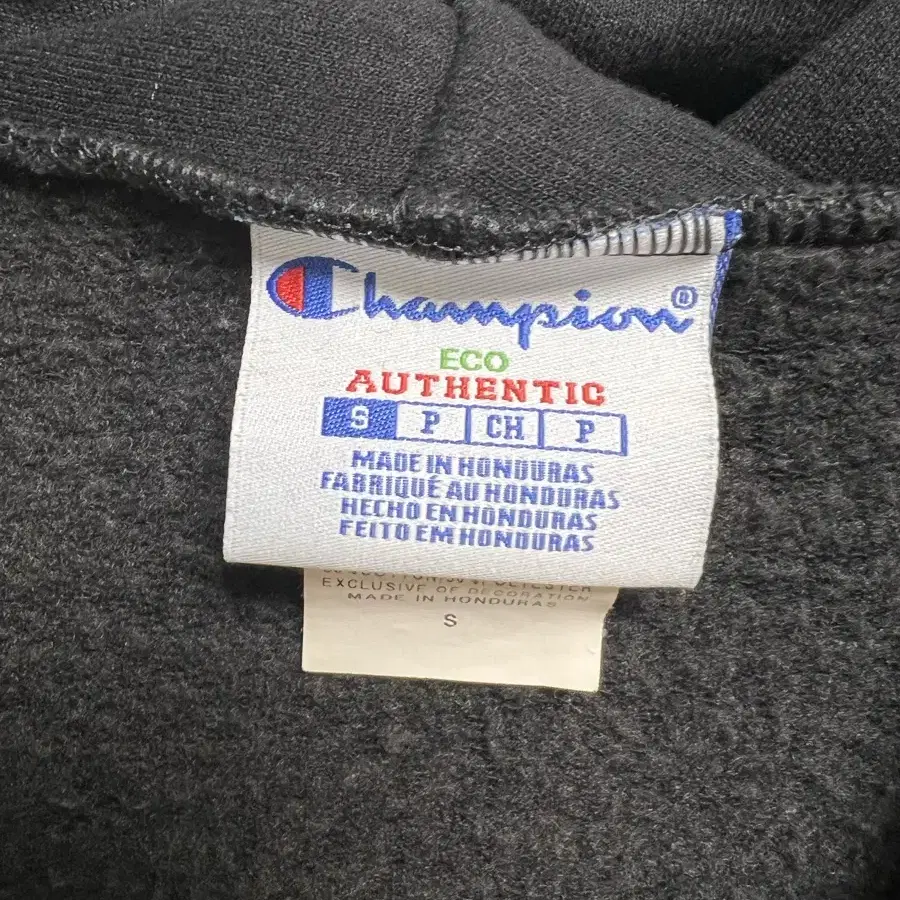 Champion®
ECO
AUTHENTIC
S P CH P
MADE IN HONDURAS
FABRIQUÉ AU HONDURAS
HECHO EN HONDURAS
FEITO EM HONDURAS
EXCLUSIVE OF DECORATION
MADE IN HONDURAS
S